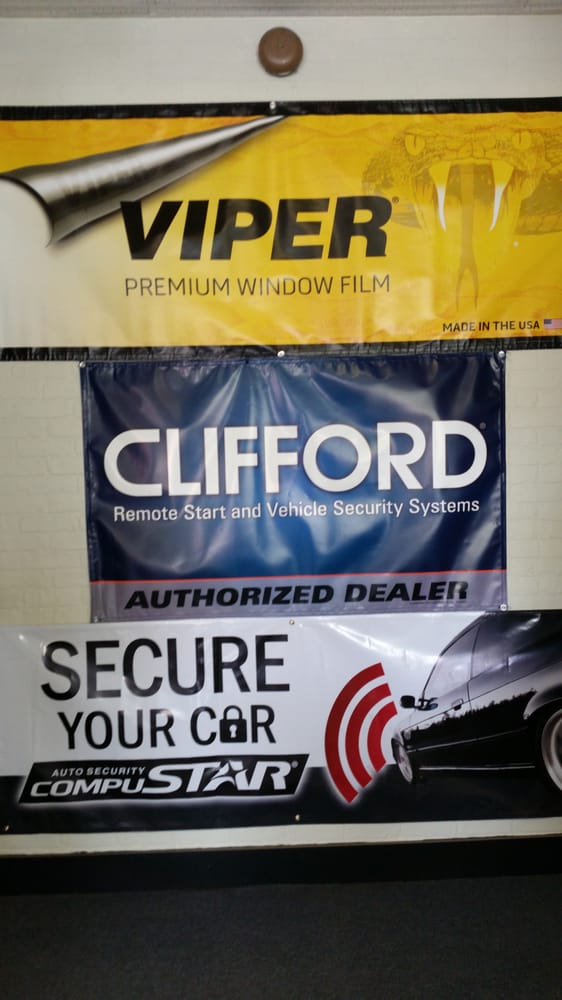 VIPER®
PREMIUM WINDOW FILM
MADE IN THE USA
CLIFFORD®
Remote Start and Vehicle Security Systems
AUTHORIZED DEALER
SECURE
YOUR CAR
AUTO SECURITY
COMPUSTAR®